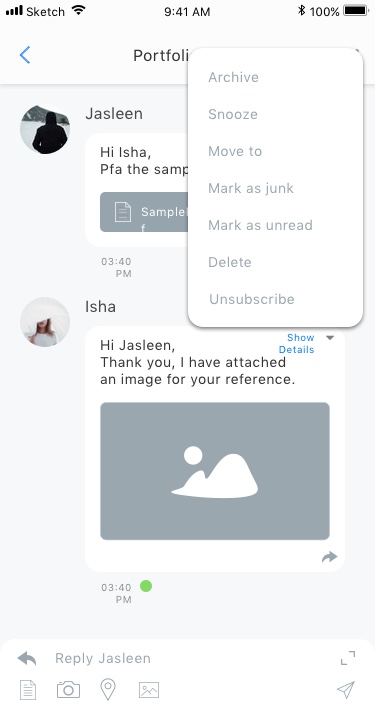 Sketch 9:41 AM 100%
Portfoli
Archive
Snooze
Move to
Mark as junk
Mark as unread
Delete
Unsubscribe
Jasleen
Hi Isha,
Pfa the samp
Sample
f
03:40
PM
Isha
Show
Details
Hi Jasleen,
Thank you, I have attached
an image for your reference.
03:40
PM
Reply Jasleen